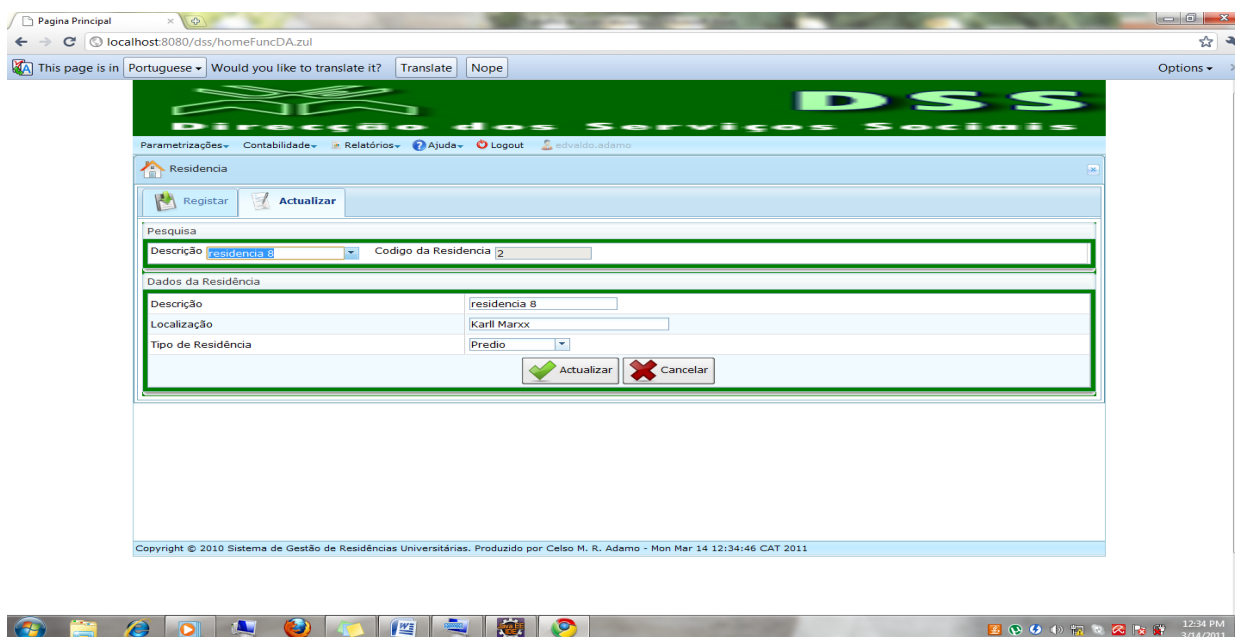 Pagina Principal
localhost:8080/dss/homeFuncDA.zul
This page is in Portuguese Would you like to translate it? Translate Nope Options
DSS
Direcção dos Serviços Sociais
Parametrizações Contabilidade Relatórios Ajuda Logout edvaldo.adamo
Residencia
Registar Actualizar
Pesquisa
Descrição residencia 8 Codigo da Residencia 2
Dados da Residência
Descrição residencia 8
Localização Karll Marxx
Tipo de Residência Predio
Actualizar Cancelar
Copyright © 2010 Sistema de Gestão de Residências Universitárias. Produzido por Celso M. R. Adamo - Mon Mar 14 12:34:46 CAT 2011
12:34 PM
3/14/2011